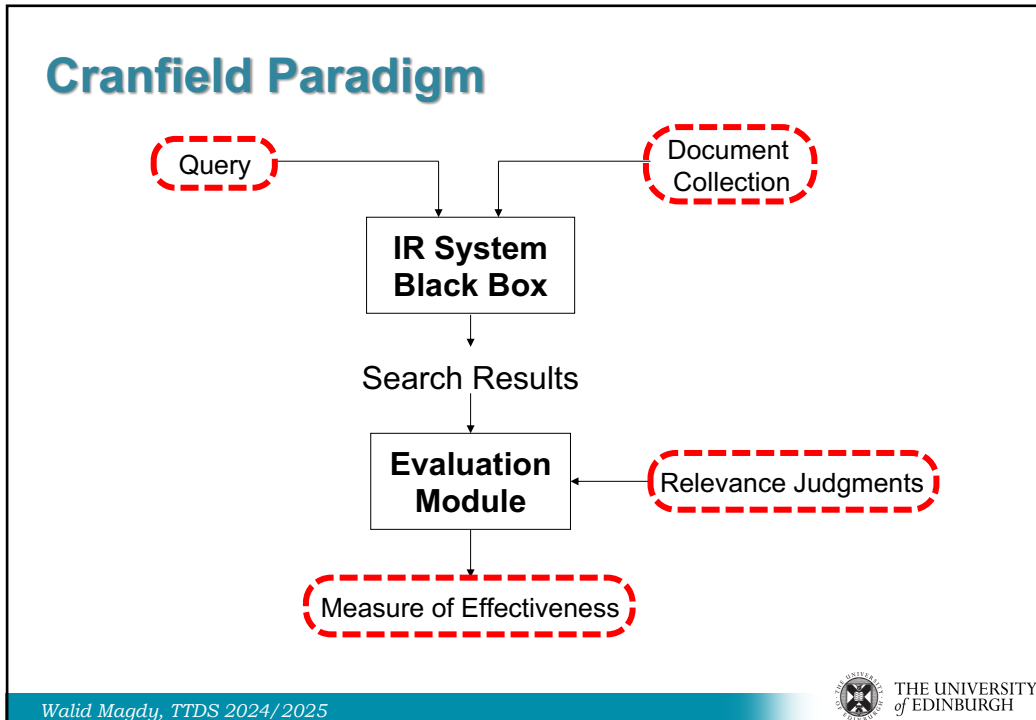 Cranfield Paradigm
Query
Document
Collection
IR System
Black Box
Search Results
Evaluation
Module
Relevance Judgments
Measure of Effectiveness
Walid Magdy, TTDS 2024/2025
THE UNIVERSITY
of EDINBURGH